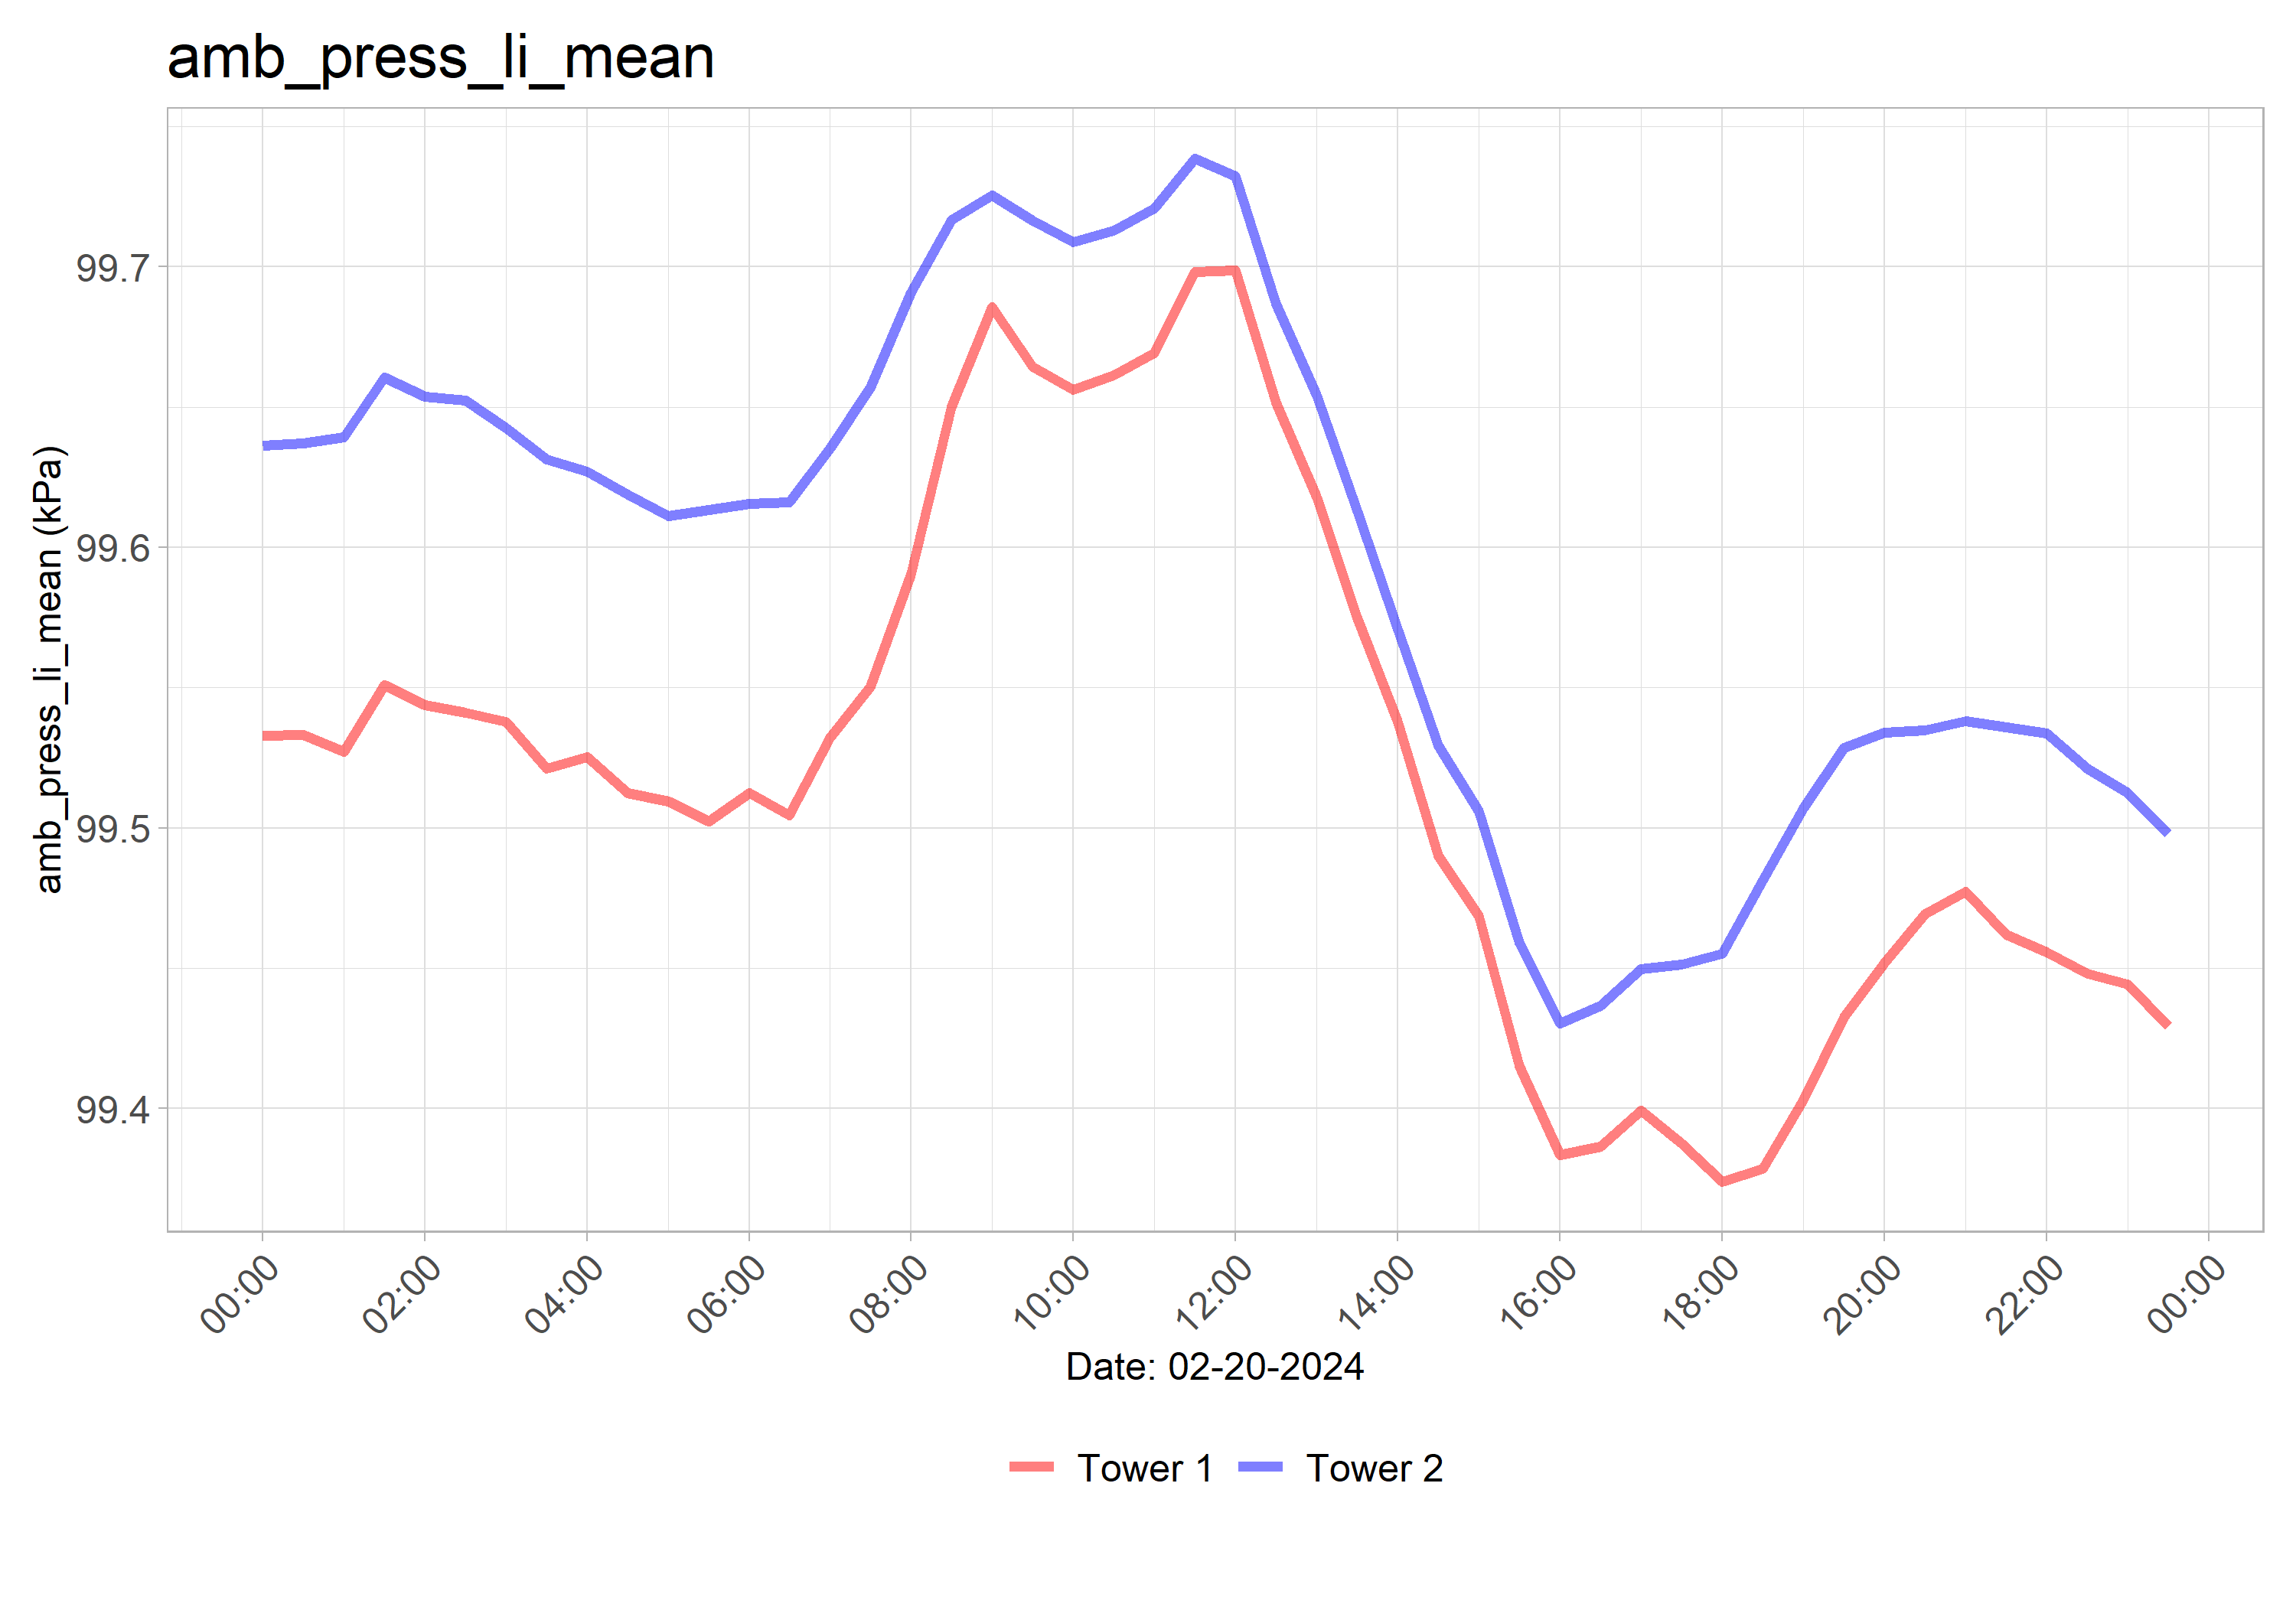 amb_press_li_mean
amb_press_li_mean (kPa)
99.7
99.6
99.5
99.4
00:00 02:00 04:00 06:00 08:00 10:00 12:00 14:00 16:00 18:00 20:00 22:00 00:00
Date: 02-20-2024
Tower 1 Tower 2